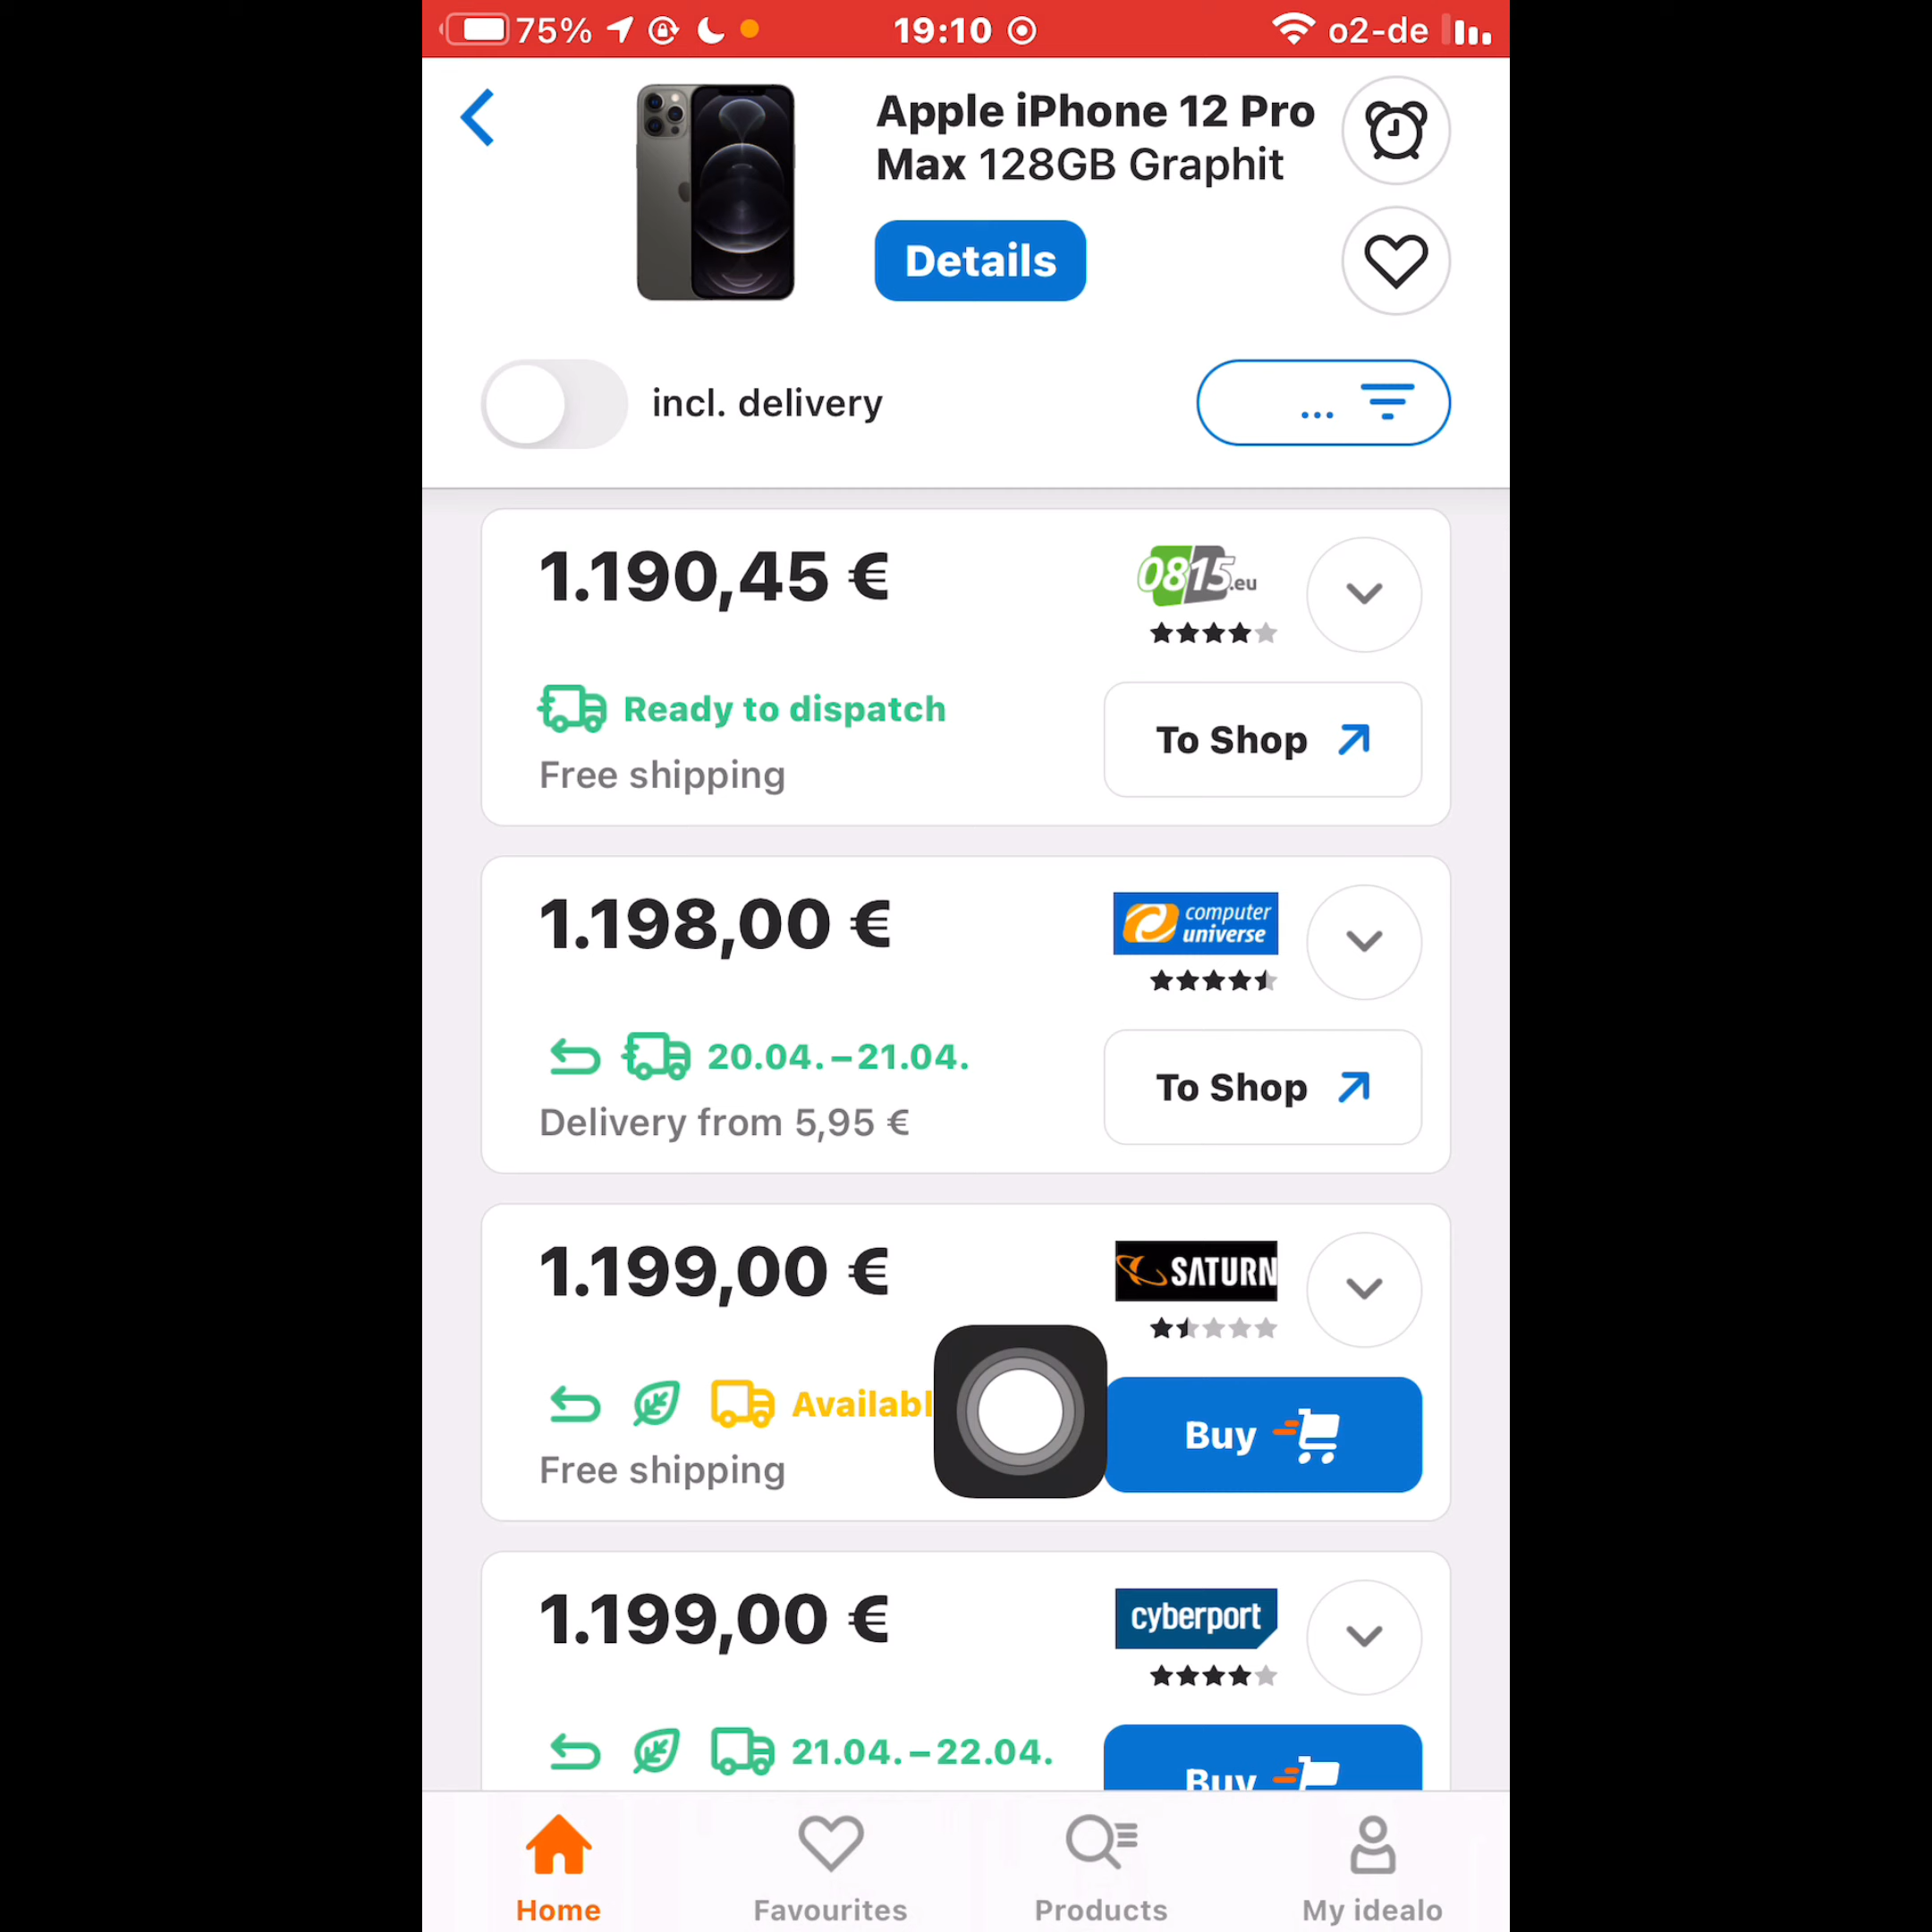 75% 19:10 o2-de
Apple iPhone 12 Pro
Max 128GB Graphit
Details
incl. delivery
...
1.190,45 €
0815.eu
Ready to dispatch
Free shipping
To Shop
1.198,00 €
computer
universe
20.04.–21.04.
Delivery from 5,95 €
To Shop
1.199,00 €
SATURN
Free shipping
Buy
1.199,00 €
cyberport
21.04.–22.04.
Buy
Home
Favourites
Products
My idealo